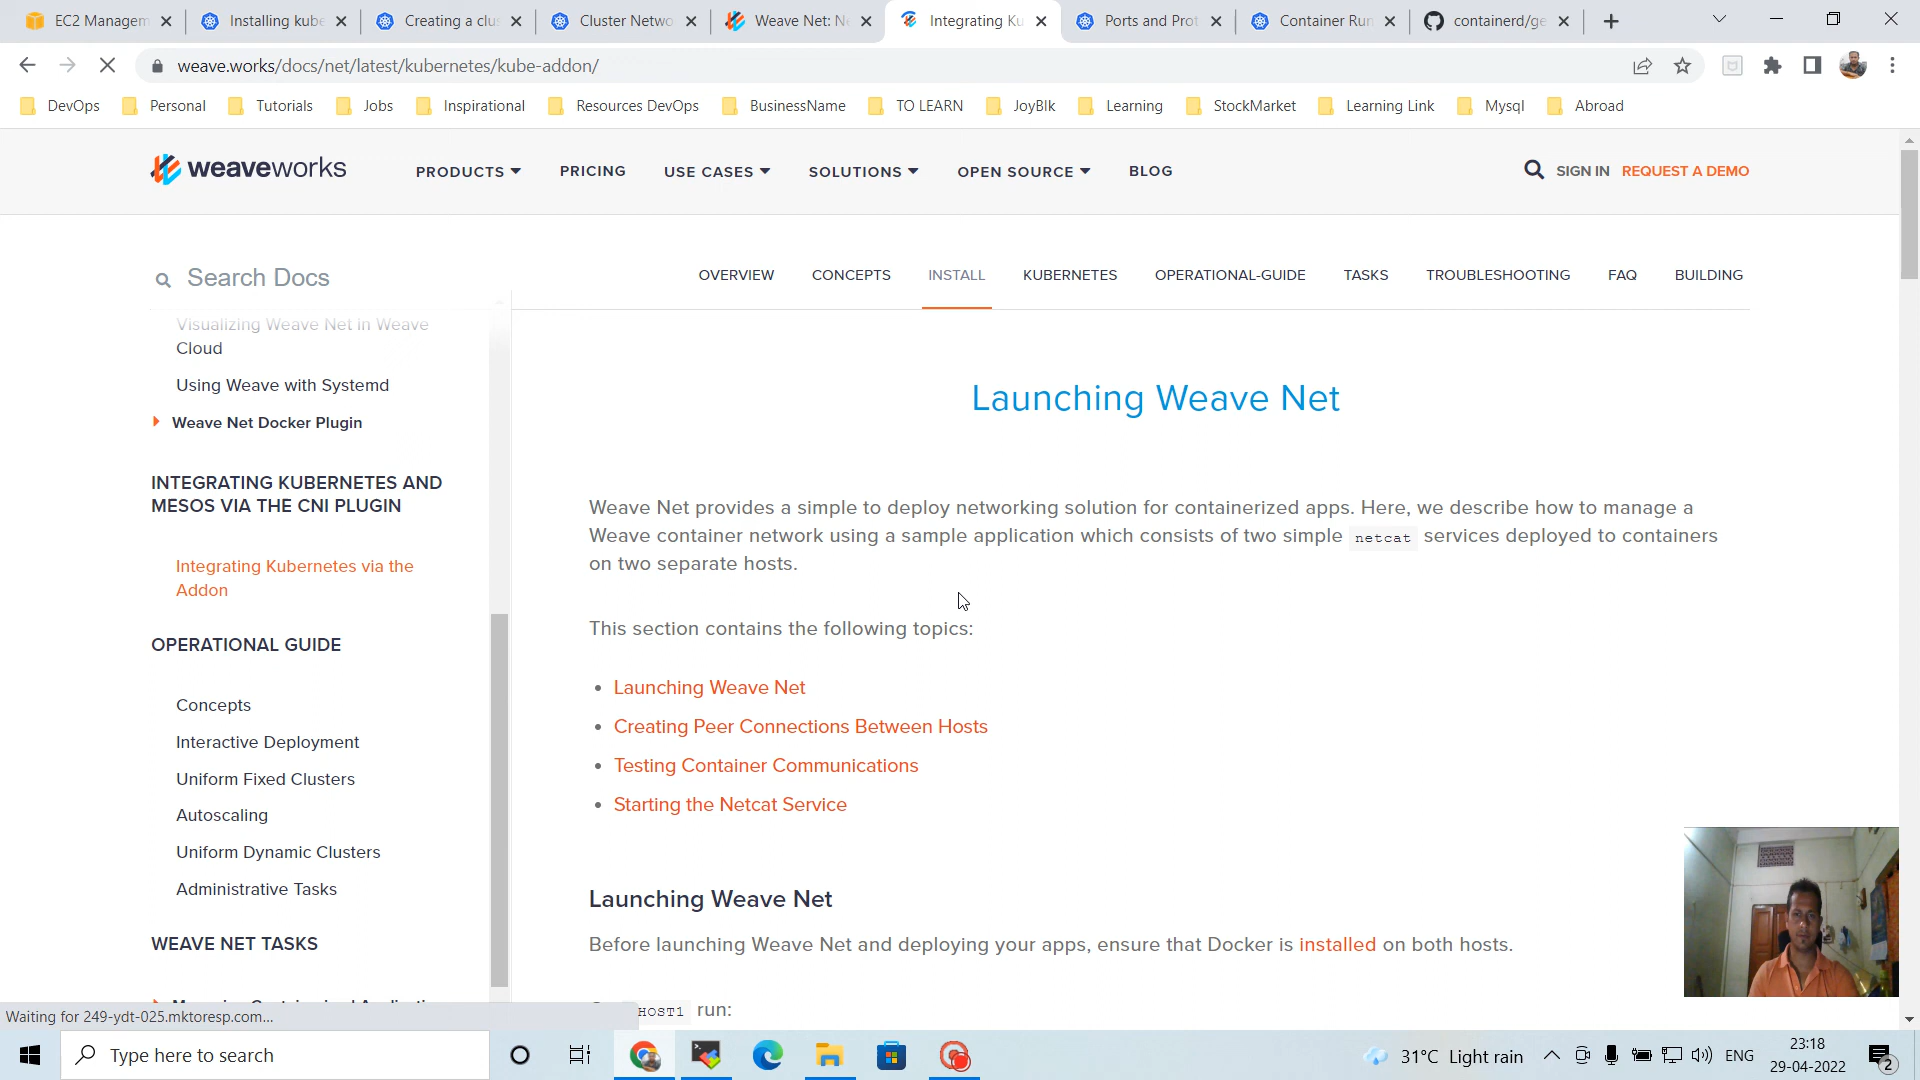 EC2 Managem
Installing kube
Creating a clus
Cluster Netwo
Weave Net: N
Integrating Ku
Ports and Prot
Container Run
containerd/ge
weave.works/docs/net/latest/kubernetes/kube-addon/
DevOps
Personal
Tutorials
Jobs
Inspirational
Resources DevOps
BusinessName
TO LEARN
JoyBlk
Learning
StockMarket
Learning Link
Mysql
Abroad
weaveworks
PRODUCTS
PRICING
USE CASES
SOLUTIONS
OPEN SOURCE
BLOG
SIGN IN
REQUEST A DEMO
Search Docs
OVERVIEW
CONCEPTS
INSTALL
KUBERNETES
OPERATIONAL-GUIDE
TASKS
TROUBLESHOOTING
FAQ
BUILDING
Visualizing Weave Net in Weave
Cloud
Using Weave with Systemd
Weave Net Docker Plugin
INTEGRATING KUBERNETES AND
MESOS VIA THE CNI PLUGIN
Integrating Kubernetes via the
Addon
OPERATIONAL GUIDE
Concepts
Interactive Deployment
Uniform Fixed Clusters
Autoscaling
Uniform Dynamic Clusters
Administrative Tasks
WEAVE NET TASKS
Launching Weave Net
Weave Net provides a simple to deploy networking solution for containerized apps. Here, we describe how to manage a
Weave container network using a sample application which consists of two simple netcat services deployed to containers
on two separate hosts.
This section contains the following topics:
• Launching Weave Net
• Creating Peer Connections Between Hosts
• Testing Container Communications
• Starting the Netcat Service
Launching Weave Net
Before launching Weave Net and deploying your apps, ensure that Docker is installed on both hosts.
HOST1 run:
Waiting for 249-ydt-025.mktoresp.com...
Type here to search
31°C Light rain
ENG
23:18
29-04-2022
2